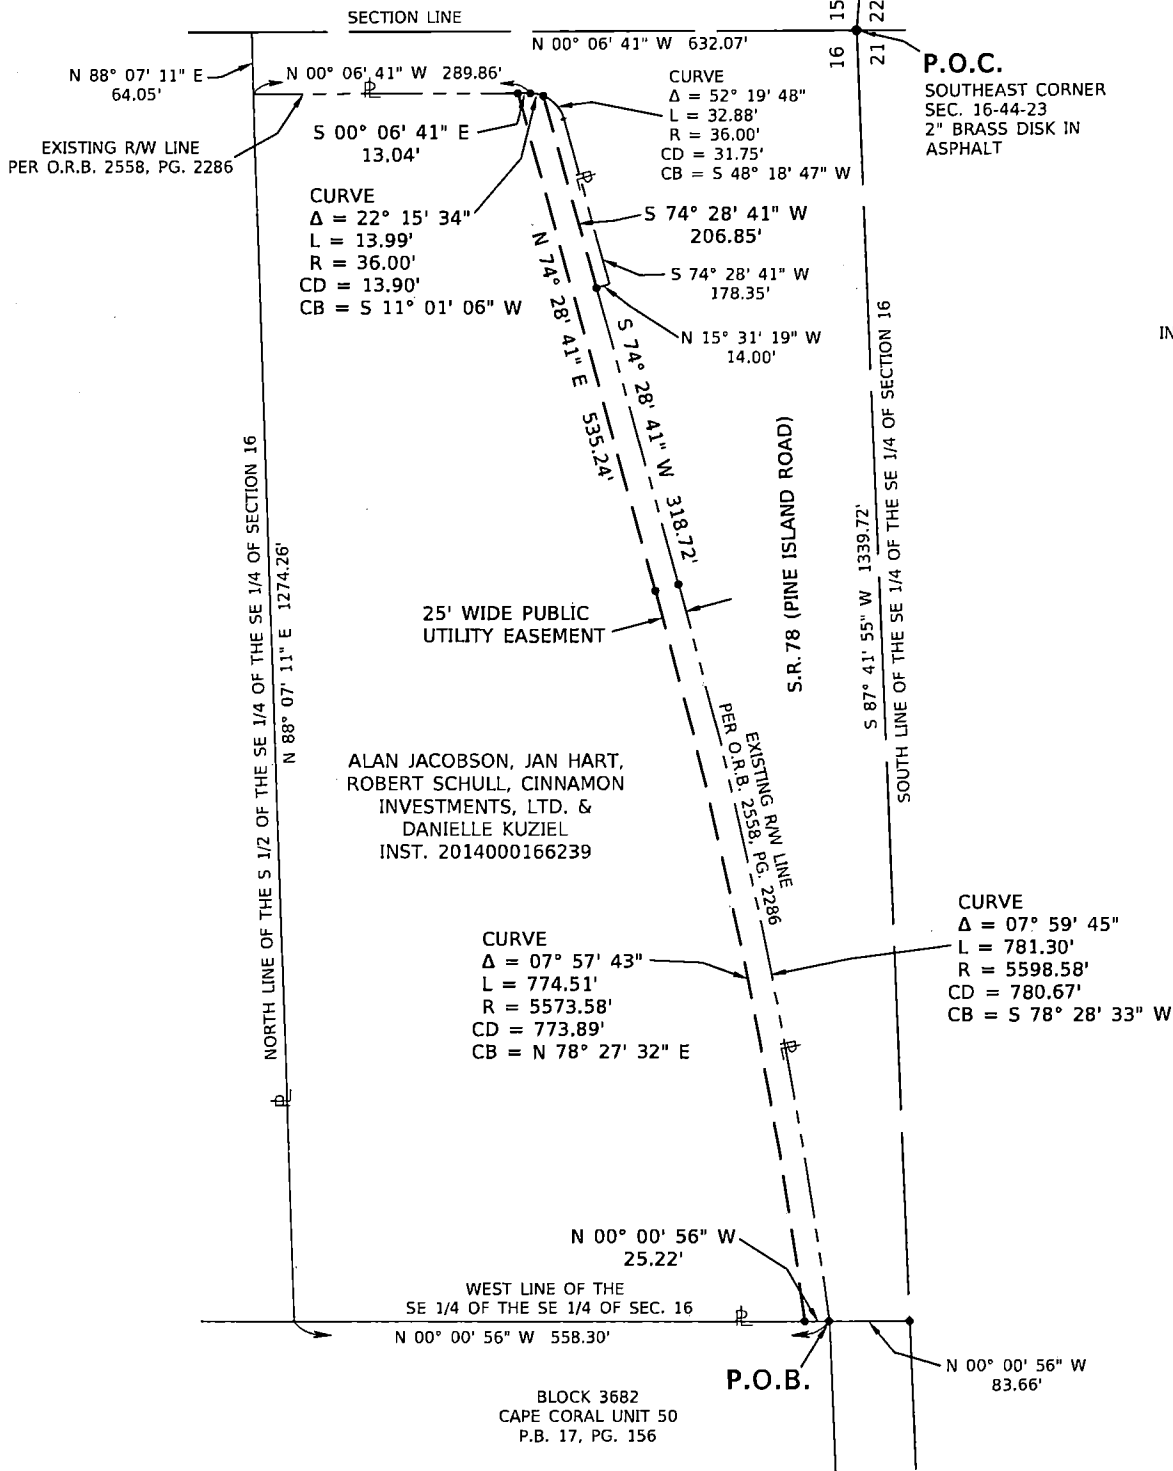 SECTION LINE
15
22
16
21
N 00° 06' 41" W 632.07'
P.O.C.
SOUTHEAST CORNER
SEC. 16-44-23
2" BRASS DISK IN
ASPHALT
N 88° 07' 11" E
64.05'
N 00° 06' 41" W 289.86'
CURVE
Δ = 52° 19' 48"
L = 32.88'
R = 36.00'
CD = 31.75'
CB = S 48° 18' 47" W
S 00° 06' 41" E
13.04'
EXISTING R/W LINE
PER O.R.B. 2558, PG. 2286
CURVE
Δ = 22° 15' 34"
L = 13.99'
R = 36.00'
CD = 13.90'
CB = S 11° 01' 06" W
S 74° 28' 41" W
206.85'
S 74° 28' 41" W
178.35'
N 15° 31' 19" W
14.00'
IN
N 74° 28' 41" E 535.24'
S 74° 28' 41" W 318.72'
S.R. 78 (PINE ISLAND ROAD)
S 87° 41' 55" W 1339.72'
SOUTH LINE OF THE SE 1/4 OF THE SE 1/4 OF SECTION 16
NORTH LINE OF THE S 1/2 OF THE SE 1/4 OF THE SE 1/4 OF SECTION 16
N 88° 07' 11" E 1274.26'
25' WIDE PUBLIC
UTILITY EASEMENT
ALAN JACOBSON, JAN HART,
ROBERT SCHULL, CINNAMON
INVESTMENTS, LTD. &
DANIELLE KUZIEL
INST. 2014000166239
EXISTING R/W LINE
PER O.R.B. 2558, PG. 2286
CURVE
Δ = 07° 57' 43"
L = 774.51'
R = 5573.58'
CD = 773.89'
CB = N 78° 27' 32" E
CURVE
Δ = 07° 59' 45"
L = 781.30'
R = 5598.58'
CD = 780.67'
CB = S 78° 28' 33" W
N 00° 00' 56" W
25.22'
WEST LINE OF THE
SE 1/4 OF THE SE 1/4 OF SEC. 16
N 00° 00' 56" W 558.30'
P.O.B.
N 00° 00' 56" W
83.66'
BLOCK 3682
CAPE CORAL UNIT 50
P.B. 17, PG. 156